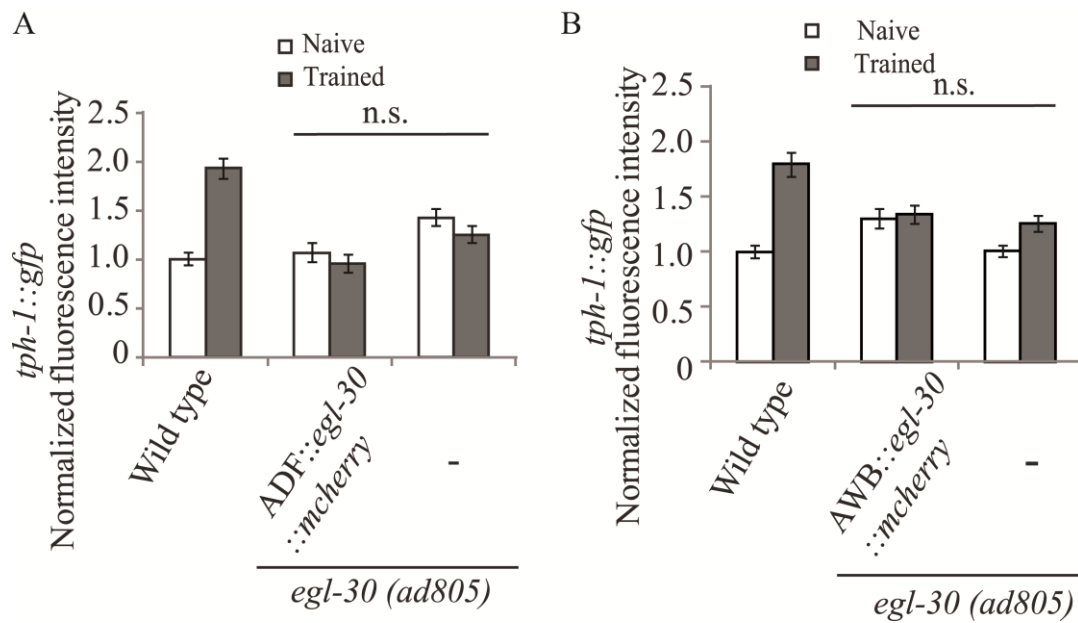 A
Naive
Trained
n.s.
tph-1::gfp
Normalized fluorescence intensity
2.5
2.0
1.5
1.0
0.5
0
Wild type
ADF::egl-30
::mcherry
-
egl-30 (ad805)
B
Naive
Trained
n.s.
tph-1::gfp
Normalized fluorescence intensity
2.5
2.0
1.5
1.0
0.5
0
Wild type
AWB::egl-30
::mcherry
-
egl-30 (ad805)